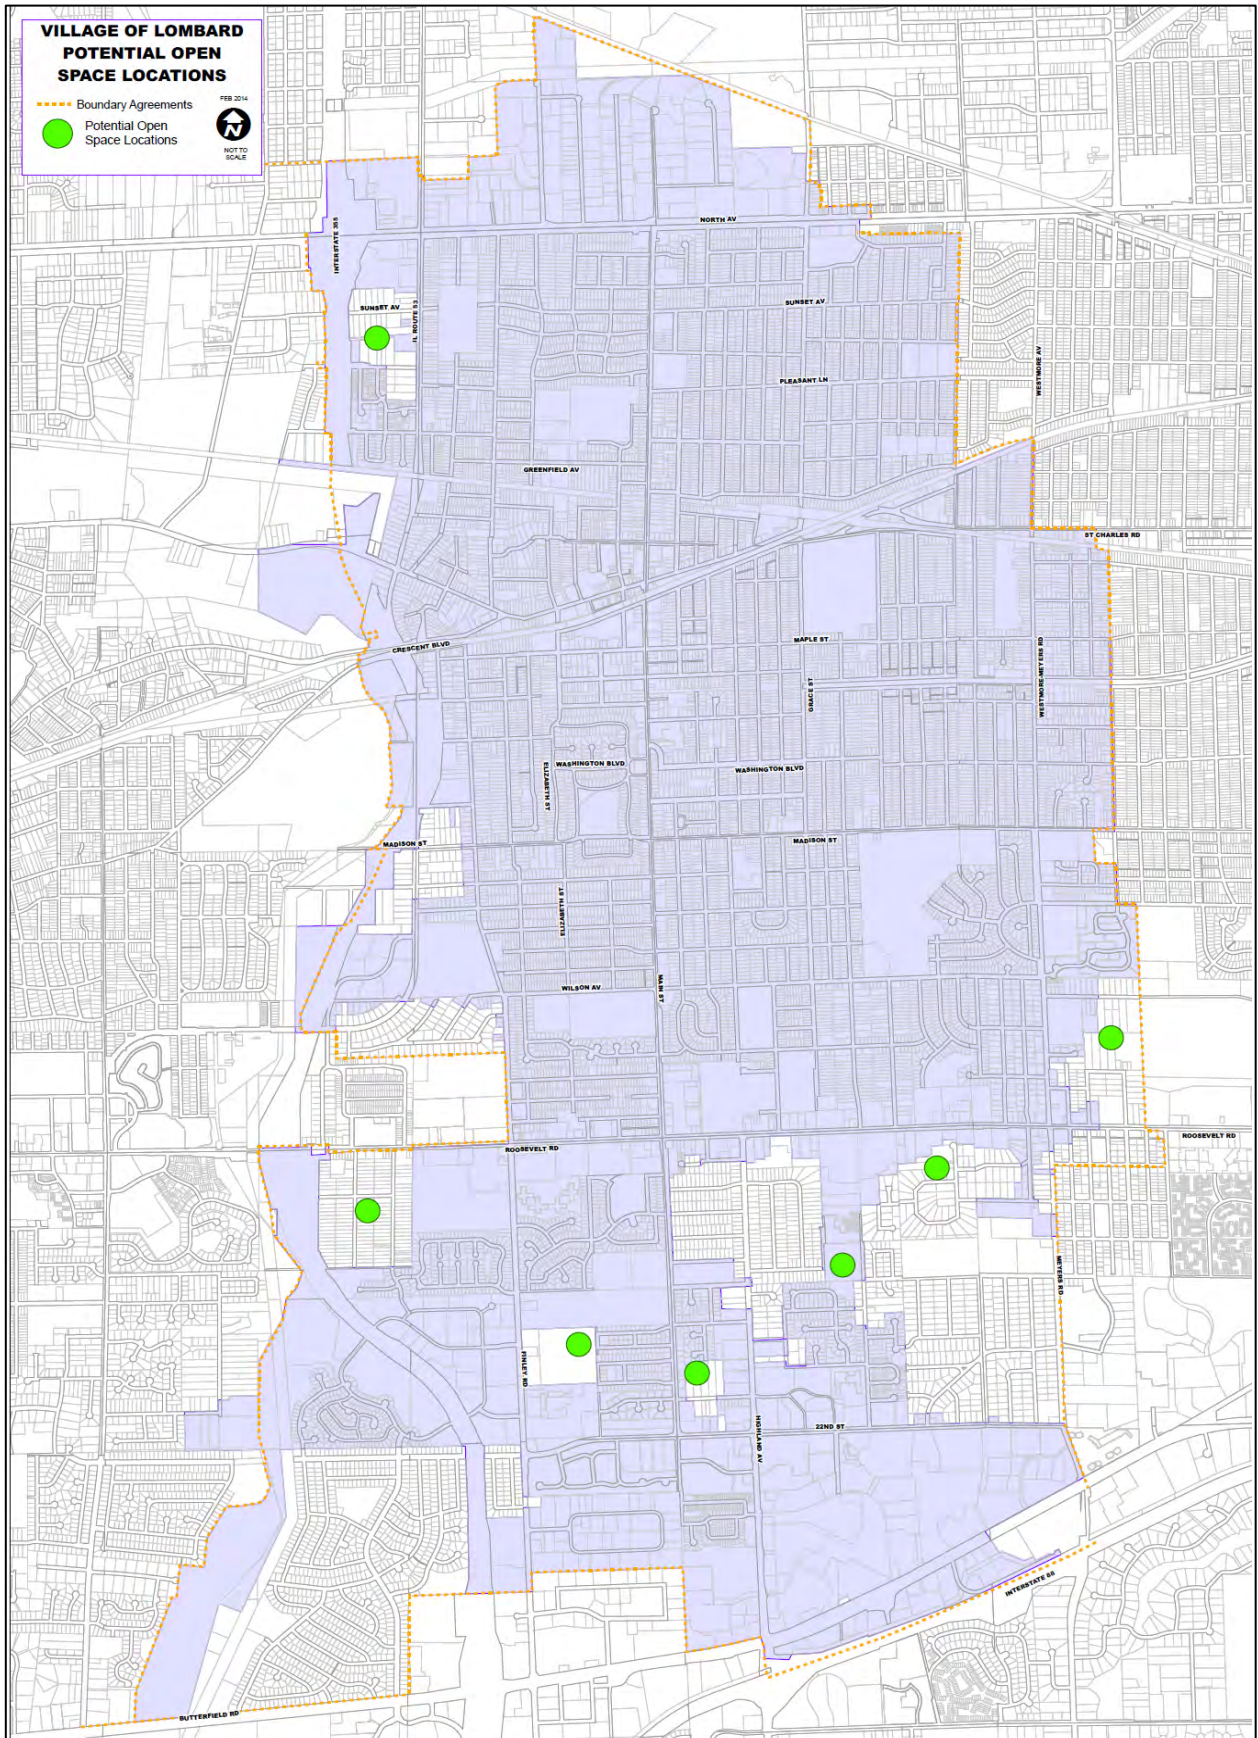 VILLAGE OF LOMBARD
POTENTIAL OPEN
SPACE LOCATIONS
Boundary Agreements
FEB 2014
Potential Open
Space Locations
N
NOT TO
SCALE
NORTH AV
INTERSTATE 355
SUNSET AV
SUNSET AV
IL ROUTE 53
WESTMORE AV
PLEASANT LN
GREENFIELD AV
ST CHARLES RD
CRESCENT BLVD
MAPLE ST
WESTMORE-MEYERS RD
GRACE ST
ELIZABETH ST
WASHINGTON BLVD
WASHINGTON BLVD
MADISON ST
MADISON ST
ELIZABETH ST
WILSON AV
MAIN ST
ROOSEVELT RD
ROOSEVELT RD
MEYERS RD
FINLEY RD
HIGHLAND AV
22ND ST
INTERSTATE 88
BUTTERFIELD RD